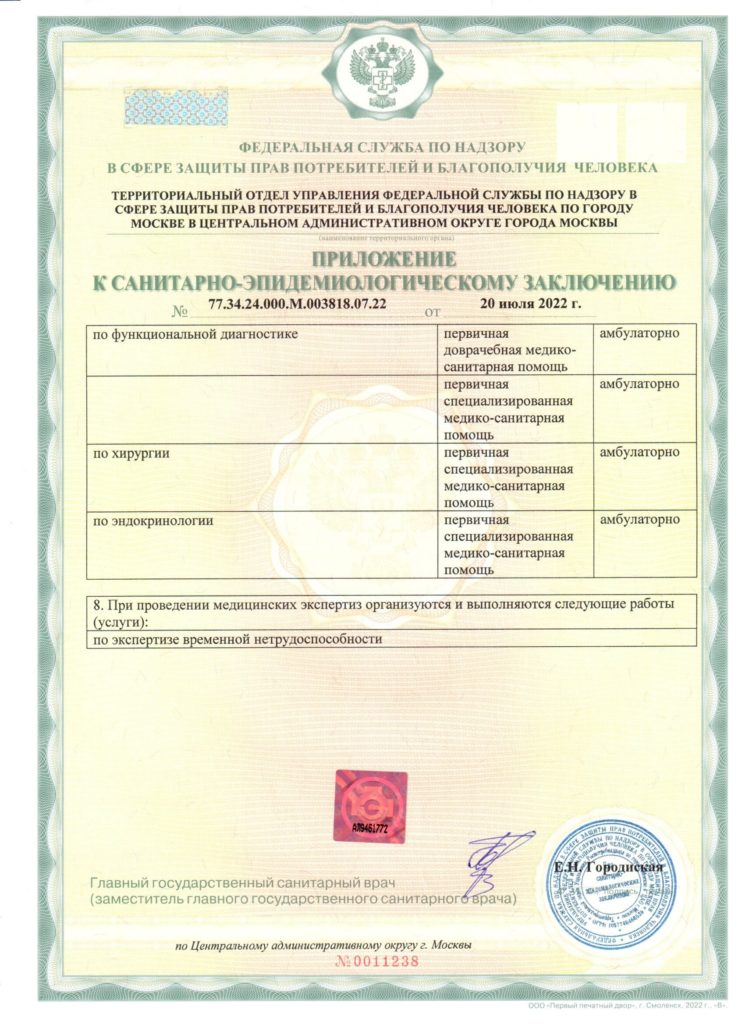 ФЕДЕРАЛЬНАЯ СЛУЖБА ПО НАДЗОРУ
В СФЕРЕ ЗАЩИТЫ ПРАВ ПОТРЕБИТЕЛЕЙ И БЛАГОПОЛУЧИЯ ЧЕЛОВЕКА
ТЕРРИТОРИАЛЬНЫЙ ОТДЕЛ УПРАВЛЕНИЯ ФЕДЕРАЛЬНОЙ СЛУЖБЫ ПО НАДЗОРУ В
СФЕРЕ ЗАЩИТЫ ПРАВ ПОТРЕБИТЕЛЕЙ И БЛАГОПОЛУЧИЯ ЧЕЛОВЕКА ПО ГОРОДУ
МОСКВЕ В ЦЕНТРАЛЬНОМ АДМИНИСТРАТИВНОМ ОКРУГЕ ГОРОДА МОСКВЫ
(наименование территориального органа)
ПРИЛОЖЕНИЕ
К САНИТАРНО-ЭПИДЕМИОЛОГИЧЕСКОМУ ЗАКЛЮЧЕНИЮ
№ 77.34.24.000.М.003818.07.22 от 20 июля 2022 г.
по функциональной диагностике первичная амбулаторно
доврачебная медико-
санитарная помощь
первичная амбулаторно
специализированная
медико-санитарная
помощь
по хирургии первичная амбулаторно
специализированная
медико-санитарная
помощь
по эндокринологии первичная амбулаторно
специализированная
медико-санитарная
помощь
8. При проведении медицинских экспертиз организуются и выполняются следующие работы
(услуги):
по экспертизе временной нетрудоспособности
АЛ9461772
Е.Н. Городиская
Главный государственный санитарный врач
(заместитель главного государственного санитарного врача)
по Центральному административному округу г. Москвы
№0011238
ООО «Первый печатный двор», г. Смоленск, 2022 г., «В».